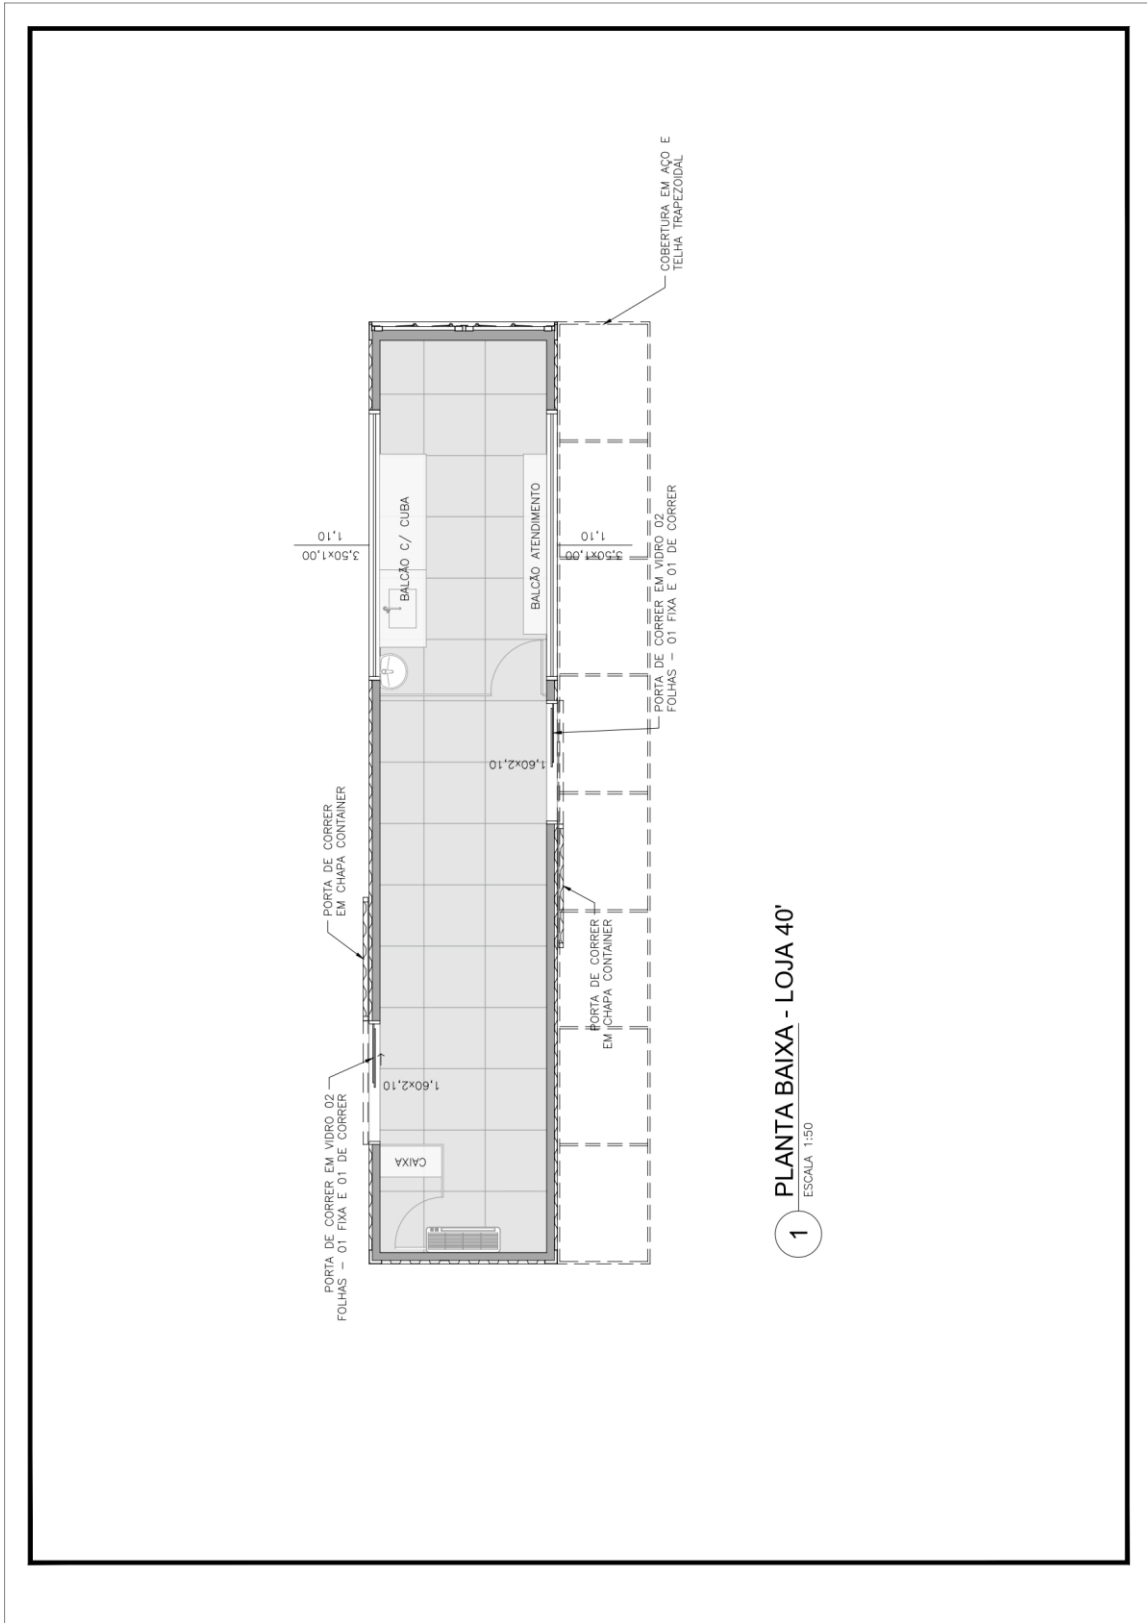 PORTA DE CORRER EM VIDRO 02
FOLHAS – 01 FIXA E 01 DE CORRER
PORTA DE CORRER
EM CHAPA CONTAINER
3,50x1,00
1,10
COBERTURA EM AÇO E
TELHA TRAPEZOIDAL
CAIXA
1,60x2,10
BALCÃO C/ CUBA
BALCÃO ATENDIMENTO
1,60x2,10
3,50x1,00
1,10
PORTA DE CORRER
EM CHAPA CONTAINER
PORTA DE CORRER EM VIDRO 02
FOLHAS – 01 FIXA E 01 DE CORRER
1
PLANTA BAIXA - LOJA 40'
ESCALA 1:50